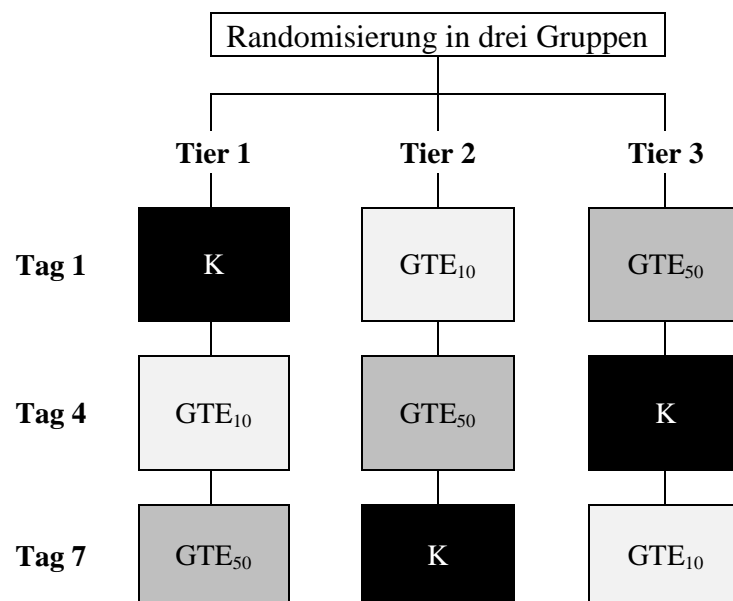 Randomisierung in drei Gruppen
Tier 1 Tier 2 Tier 3
Tag 1 K GTE₁₀ GTE₅₀
Tag 4 GTE₁₀ GTE₅₀ K
Tag 7 GTE₅₀ K GTE₁₀